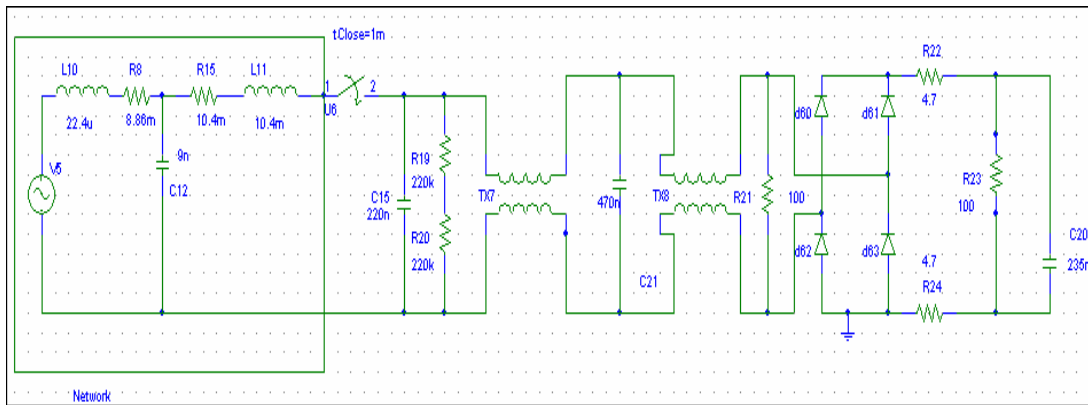 tClose=1m
L10 R8 R15 L11
1 2
U6
22.4u 8.86m 10.4m 10.4m
V5
9n
C12
C15
220n
R19
220k
R20
220k
TX7
470n
C21
TX8
R21
100
d60 d61
d62 d63
R22
4.7
R23
100
4.7
R24
C20
Network